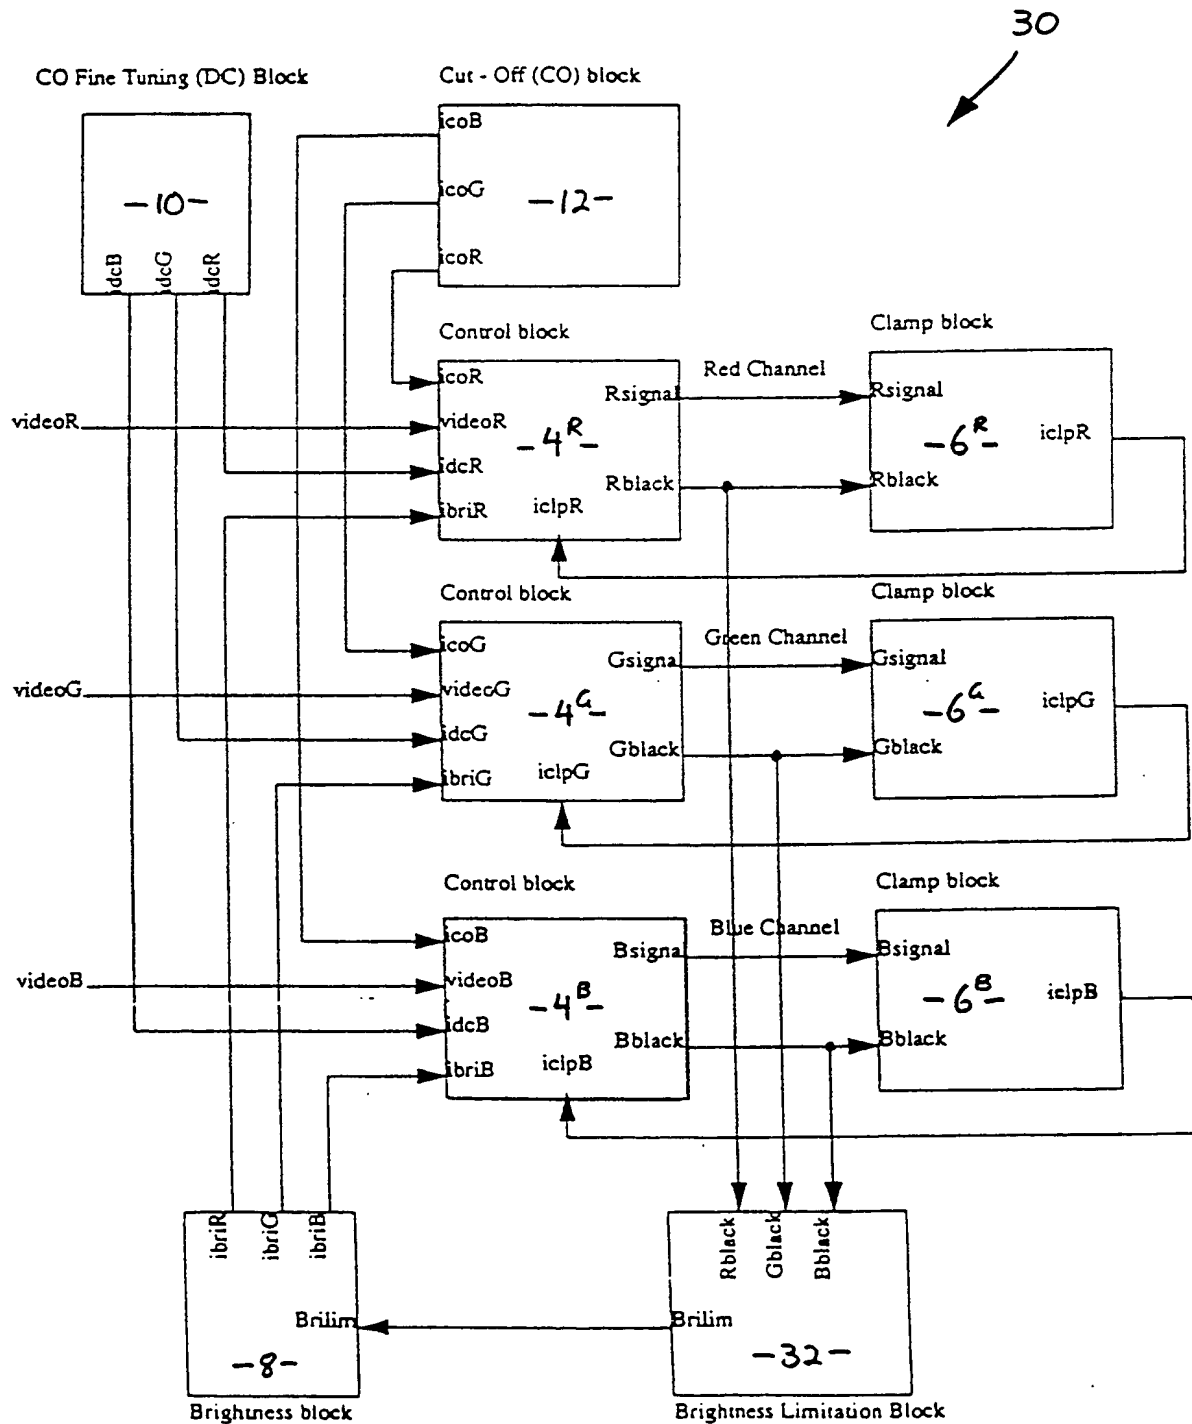 30
CO Fine Tuning (DC) Block
Cut - Off (CO) block
-10-
idcB
idcG
idcR
icoB
icoG
icoR
-12-
Control block
icoR
videoR
videoR
idcR
ibriR
-4R-
iclpR
Rsignal
Rblack
Red Channel
Clamp block
Rsignal
Rblack
-6R-
iclpR
Control block
icoG
videoG
videoG
idcG
ibriG
-4G-
iclpG
Gsigna
Gblack
Green Channel
Clamp block
Gsignal
Gblack
-6G-
iclpG
Control block
icoB
videoB
videoB
idcB
ibriB
-4B-
iclpB
Bsigna
Bblack
Blue Channel
Clamp block
Bsignal
Bblack
-6B-
iclpB
ibriR
ibriG
ibriB
Brilim
-8-
Brightness block
Rblack
Gblack
Bblack
Brilim
-32-
Brightness Limitation Block